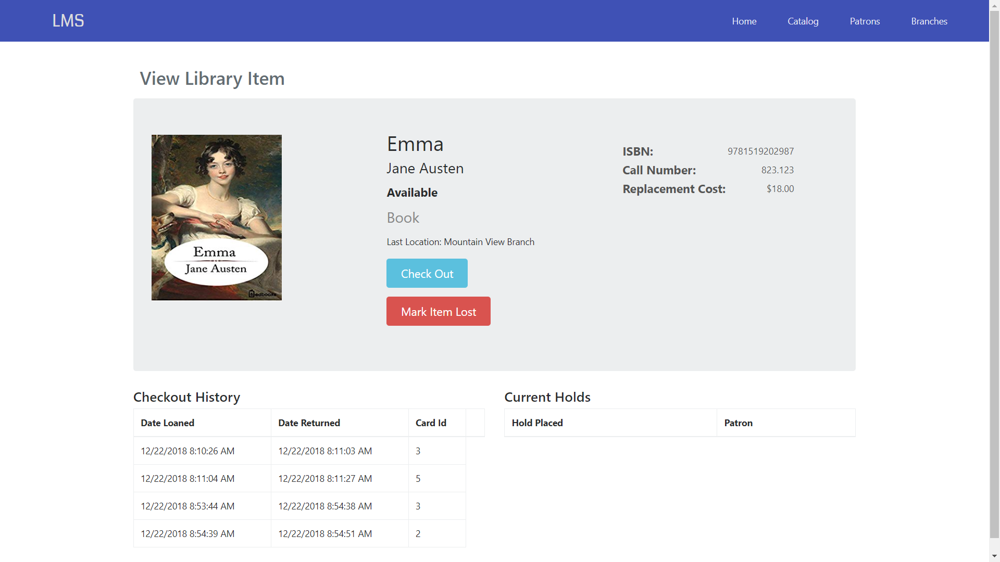 LMS
Home Catalog Patrons Branches
View Library Item
Emma
Jane Austen
feedbooks
Emma
Jane Austen
Available
Book
Last Location: Mountain View Branch
Check Out
Mark Item Lost
ISBN: 9781519202987
Call Number: 823.123
Replacement Cost: $18.00
Checkout History
Date Loaned Date Returned Card Id
12/22/2018 8:10:26 AM 12/22/2018 8:11:03 AM 3
12/22/2018 8:11:04 AM 12/22/2018 8:11:27 AM 5
12/22/2018 8:53:44 AM 12/22/2018 8:54:38 AM 3
12/22/2018 8:54:39 AM 12/22/2018 8:54:51 AM 2
Current Holds
Hold Placed Patron